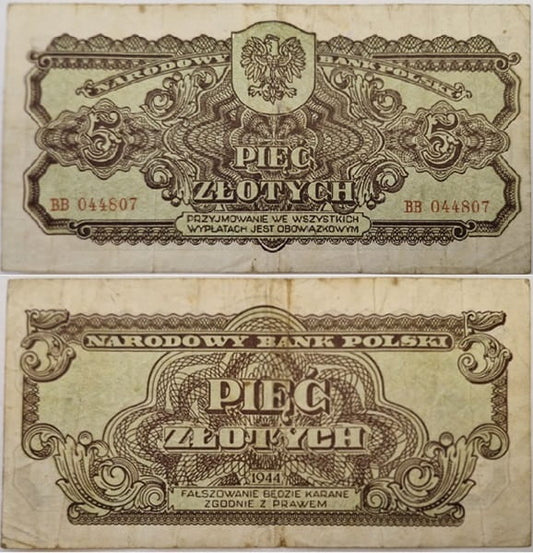 NARODOWY BANK POLSKI
5 5
PIĘĆ
ZŁOTYCH
BB 044807 BB 044807
PRZYJMOWANIE WE WSZYSTKICH
WYPŁATACH JEST OBOWIĄZKOWYM
5 5
NARODOWY BANK POLSKI
PIĘĆ
ZŁOTYCH
1944
FAŁSZOWANIE BĘDZIE KARANE
ZGODNIE Z PRAWEM